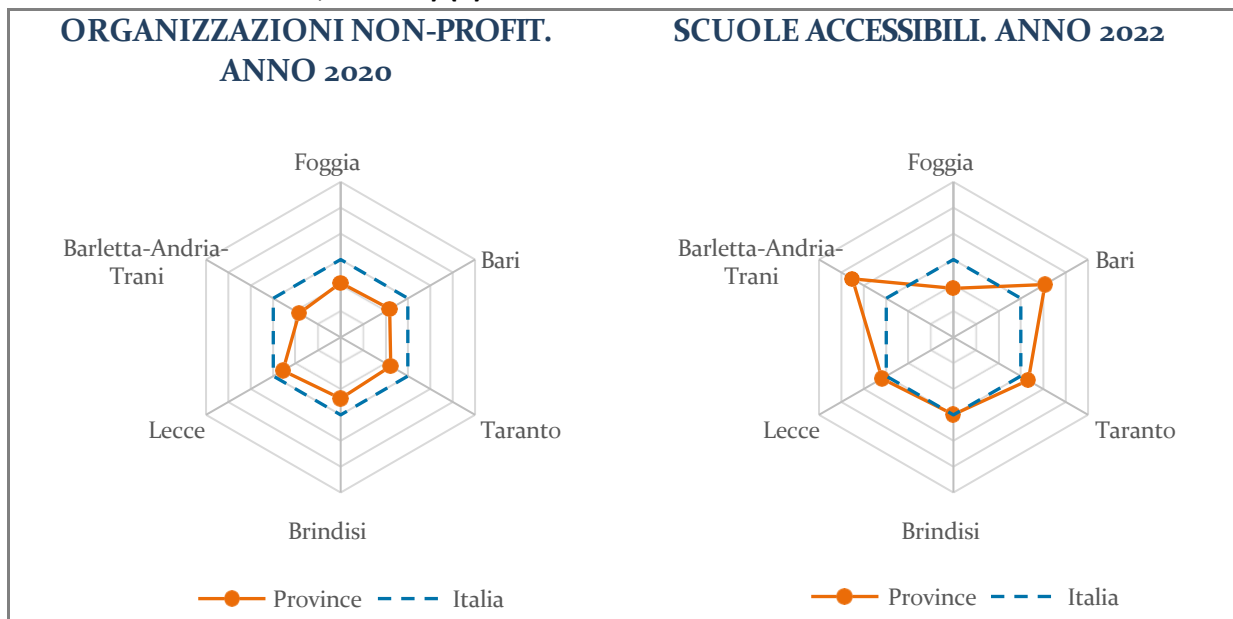 ORGANIZZAZIONI NON-PROFIT.
ANNO 2020
Foggia
Barletta-Andria-
Trani
Bari
Lecce
Taranto
Brindisi
Province
Italia
SCUOLE ACCESSIBILI. ANNO 2022
Foggia
Barletta-Andria-
Trani
Bari
Lecce
Taranto
Brindisi
Province
Italia